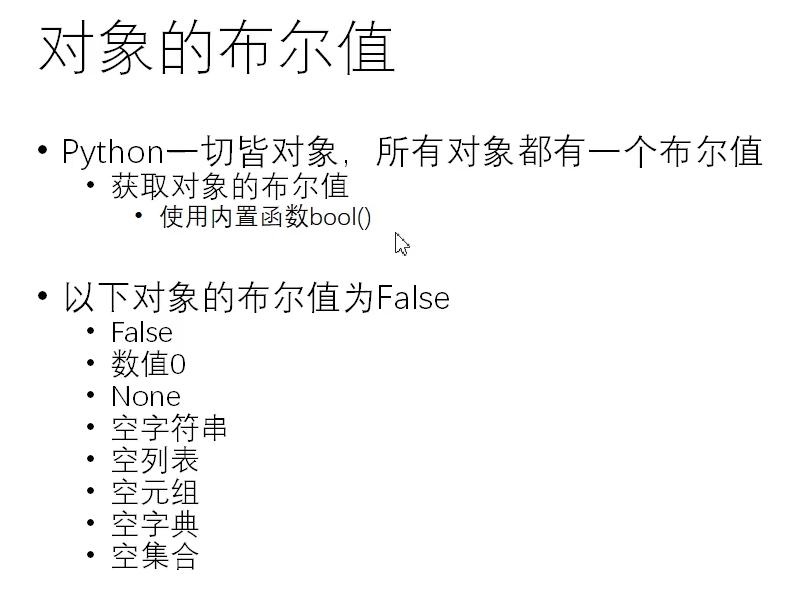 对象的布尔值
• Python一切皆对象，所有对象都有一个布尔值
• 获取对象的布尔值
• 使用内置函数bool()
• 以下对象的布尔值为False
• False
• 数值0
• None
• 空字符串
• 空列表
• 空元组
• 空字典
• 空集合